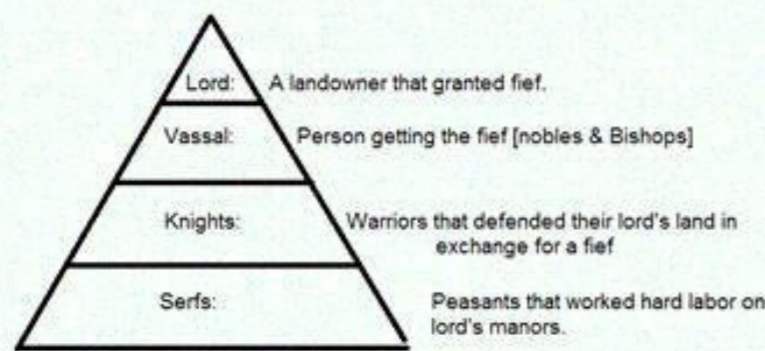 Lord: A landowner that granted fief.
Vassal: Person getting the fief [nobles & Bishops]
Knights: Warriors that defended their lord's land in
exchange for a fief
Serfs: Peasants that worked hard labor on
lord's manors.